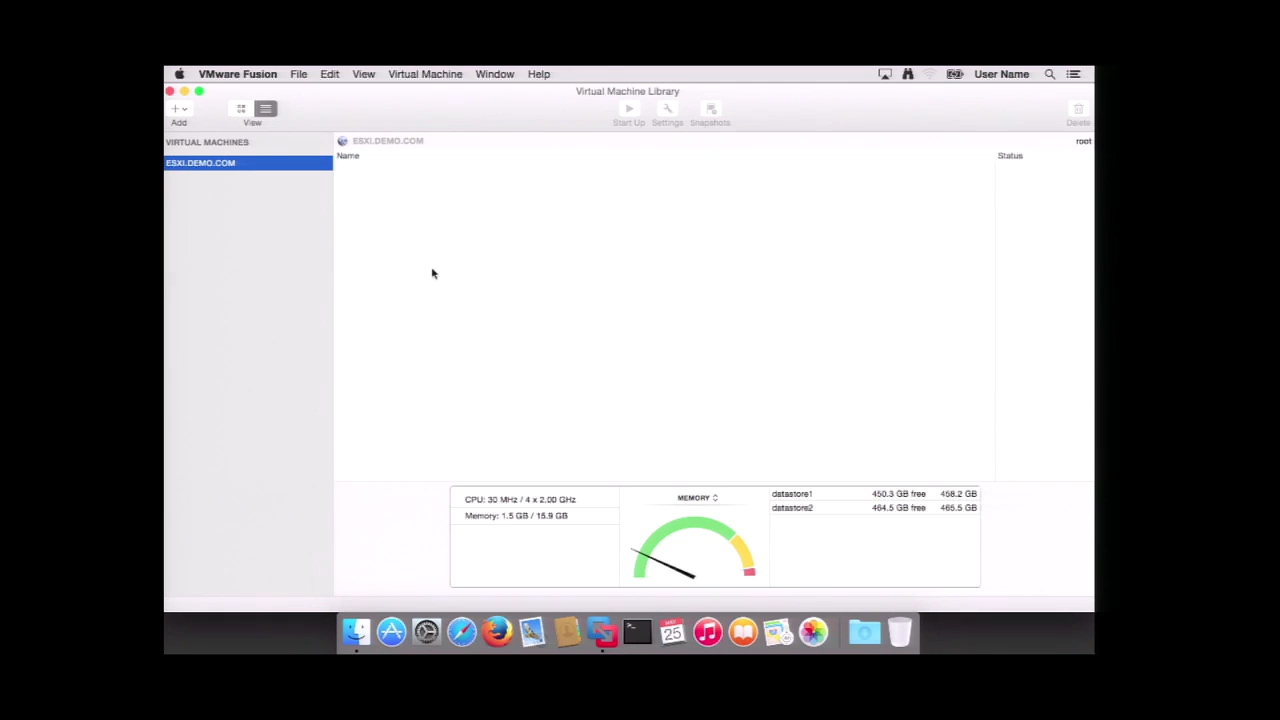 VMware Fusion File Edit View Virtual Machine Window Help User Name
Virtual Machine Library
Add View Start Up Settings Snapshots Delete
VIRTUAL MACHINES
ESXI.DEMO.COM
ESXI.DEMO.COM root
Name Status
CPU: 30 MHz / 4 x 2.00 GHz
Memory: 1.5 GB / 15.9 GB
MEMORY
datastore1 450.3 GB free 458.2 GB
datastore2 464.5 GB free 465.5 GB
25